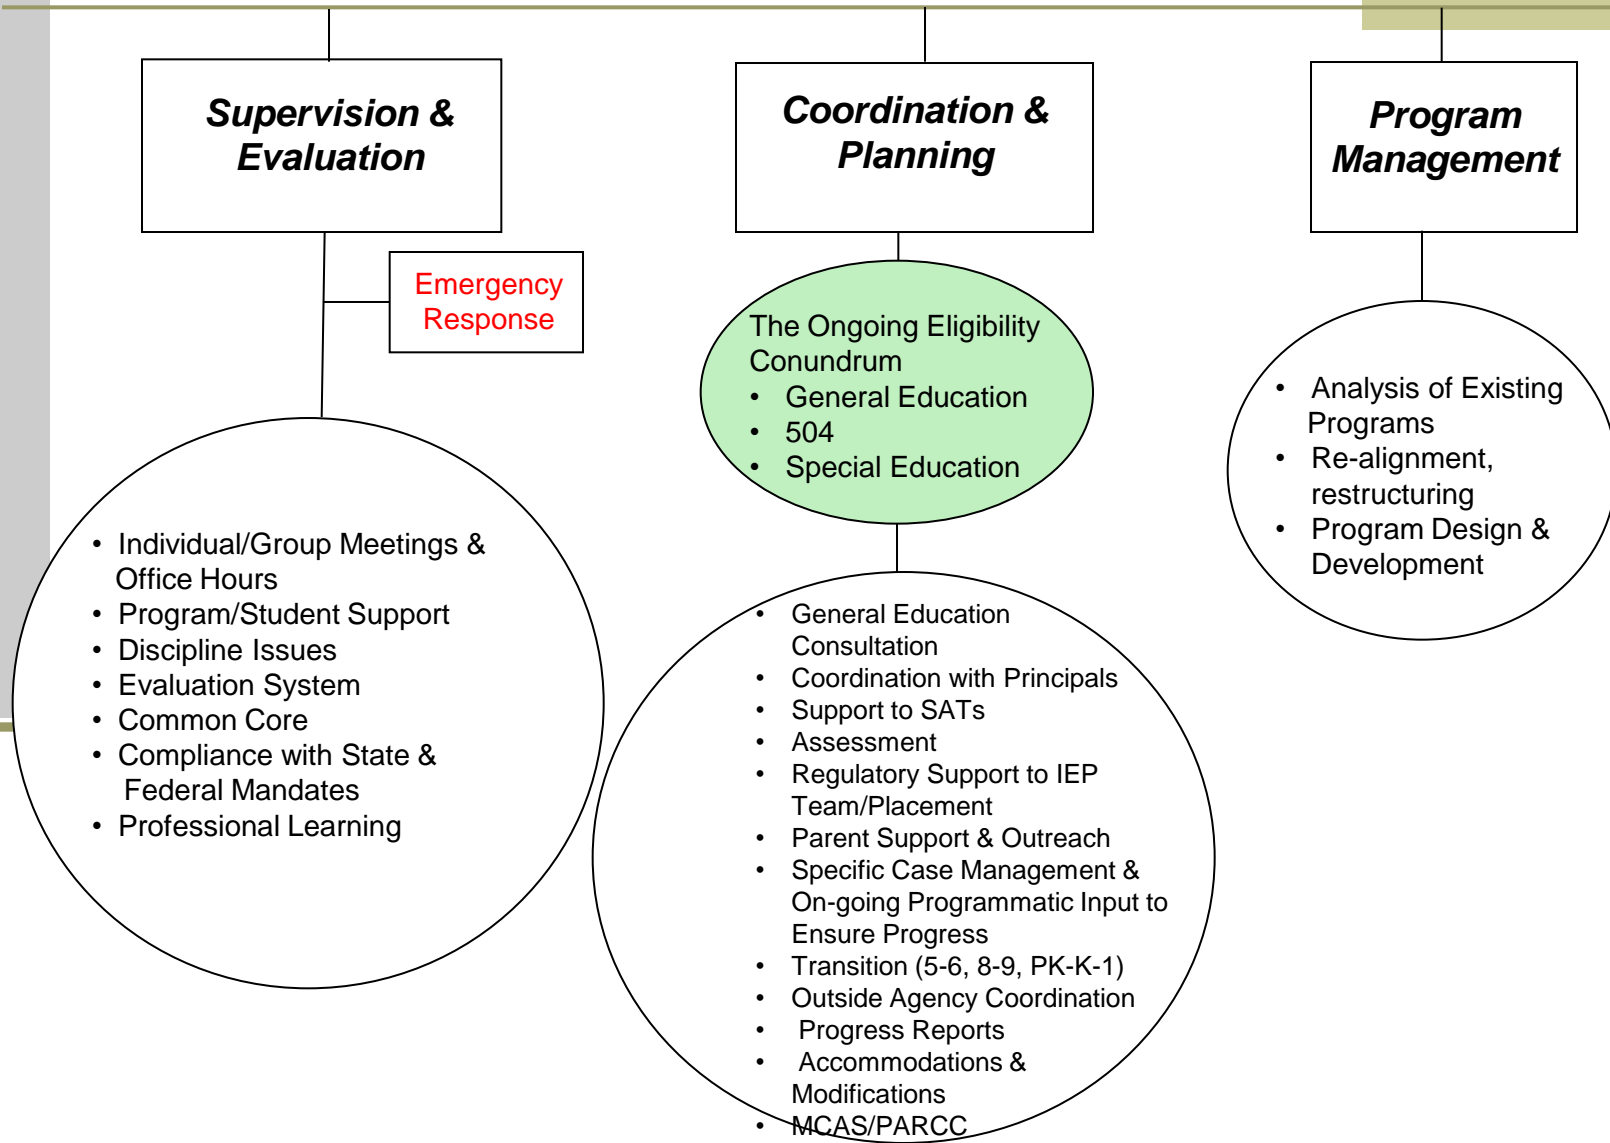 Supervision &
Evaluation
Emergency
Response
• Individual/Group Meetings &
Office Hours
• Program/Student Support
• Discipline Issues
• Evaluation System
• Common Core
• Compliance with State &
Federal Mandates
• Professional Learning
Coordination &
Planning
The Ongoing Eligibility
Conundrum
• General Education
• 504
• Special Education
• General Education
Consultation
• Coordination with Principals
• Support to SATs
• Assessment
• Regulatory Support to IEP
Team/Placement
• Parent Support & Outreach
• Specific Case Management &
On-going Programmatic Input to
Ensure Progress
• Transition (5-6, 8-9, PK-K-1)
• Outside Agency Coordination
• Progress Reports
• Accommodations &
Modifications
• MCAS/PARCC
Program
Management
• Analysis of Existing
Programs
• Re-alignment,
restructuring
• Program Design &
Development